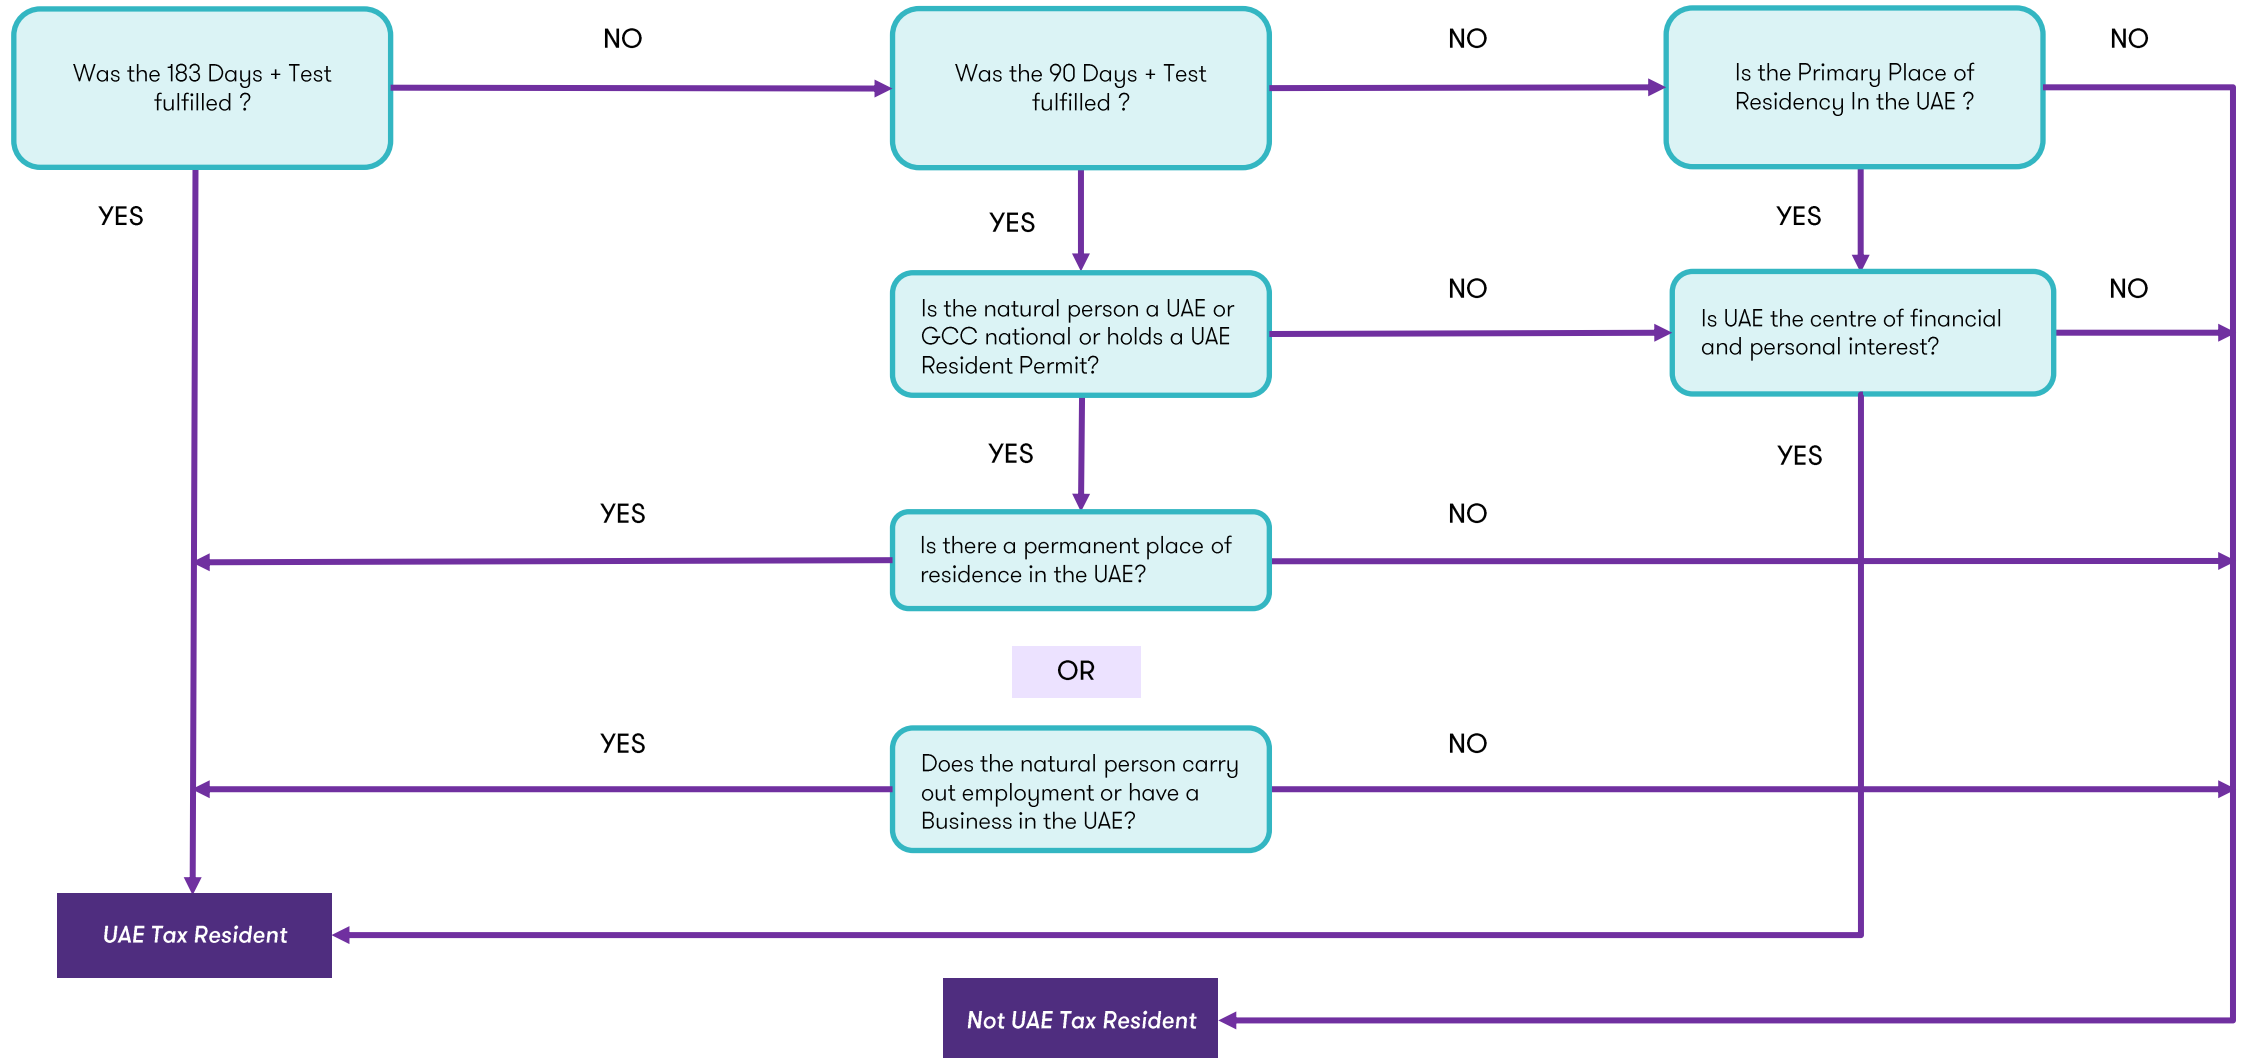 NO
NO
NO
Was the 183 Days + Test
fulfilled ?
Was the 90 Days + Test
fulfilled ?
Is the Primary Place of
Residency In the UAE ?
YES
YES
YES
Is the natural person a UAE or
GCC national or holds a UAE
Resident Permit?
NO
Is UAE the centre of financial
and personal interest?
NO
YES
YES
YES
Is there a permanent place of
residence in the UAE?
NO
OR
YES
Does the natural person carry
out employment or have a
Business in the UAE?
NO
UAE Tax Resident
Not UAE Tax Resident